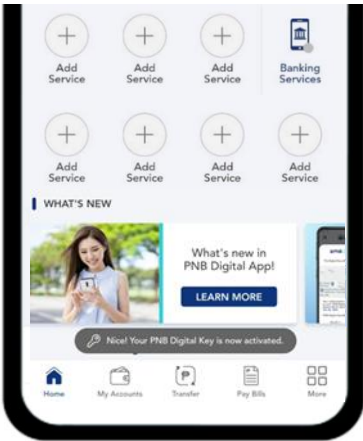 Add
Service
Add
Service
Add
Service
Banking
Services
Add
Service
Add
Service
Add
Service
Add
Service
WHAT'S NEW
What's new in
PNB Digital App!
LEARN MORE
Nice! Your PNB Digital Key is now activated.
Home
My Accounts
Transfer
Pay Bills
More